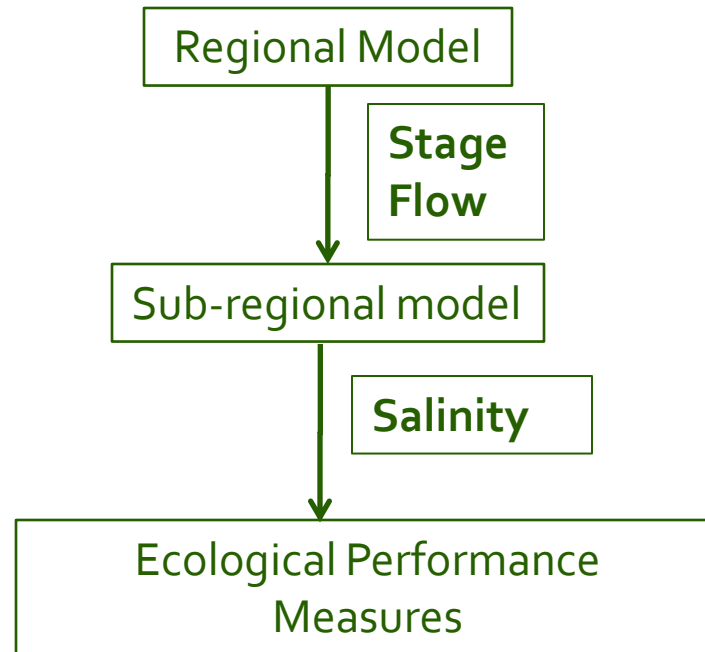 Regional Model
Stage
Flow
Sub-regional model
Salinity
Ecological Performance
Measures